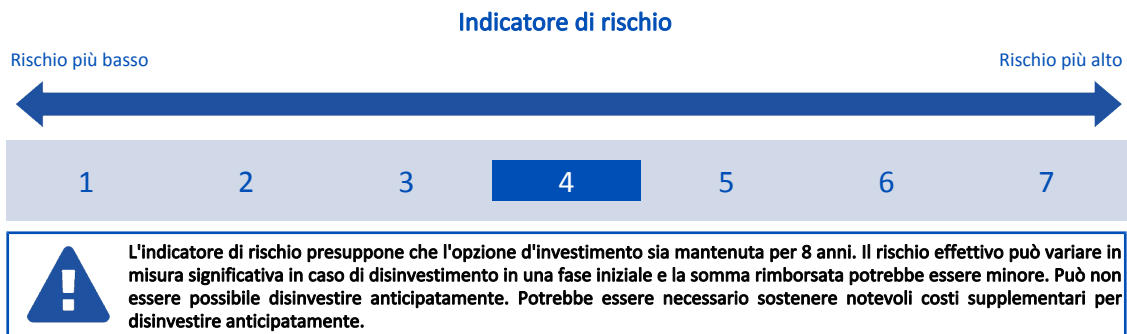 Indicatore di rischio
Rischio più basso
Rischio più alto
1 2 3 4 5 6 7
L'indicatore di rischio presuppone che l'opzione d'investimento sia mantenuta per 8 anni. Il rischio effettivo può variare in
misura significativa in caso di disinvestimento in una fase iniziale e la somma rimborsata potrebbe essere minore. Può non
essere possibile disinvestire anticipatamente. Potrebbe essere necessario sostenere notevoli costi supplementari per
disinvestire anticipatamente.